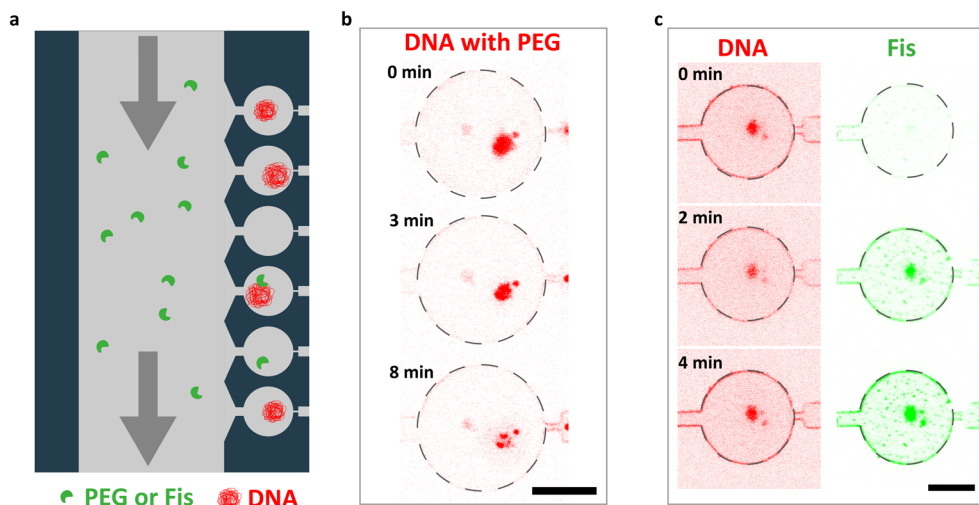 a
PEG or Fis
DNA
b
DNA with PEG
0 min
3 min
8 min
c
DNA
Fis
0 min
2 min
4 min